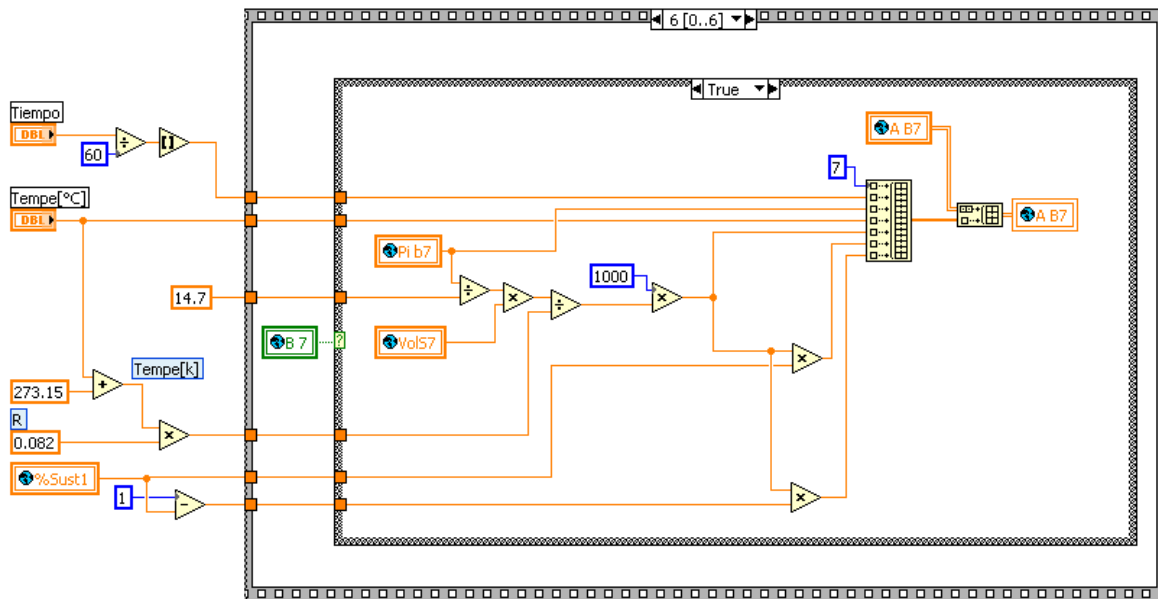 6 [0..6]
True
Tiempo
DBL
60
Tempe[°C]
DBL
A B7
7
A B7
Pi b7
1000
14.7
B 7
?
VolS7
Tempe[k]
273.15
R
0.082
%Sust1
1